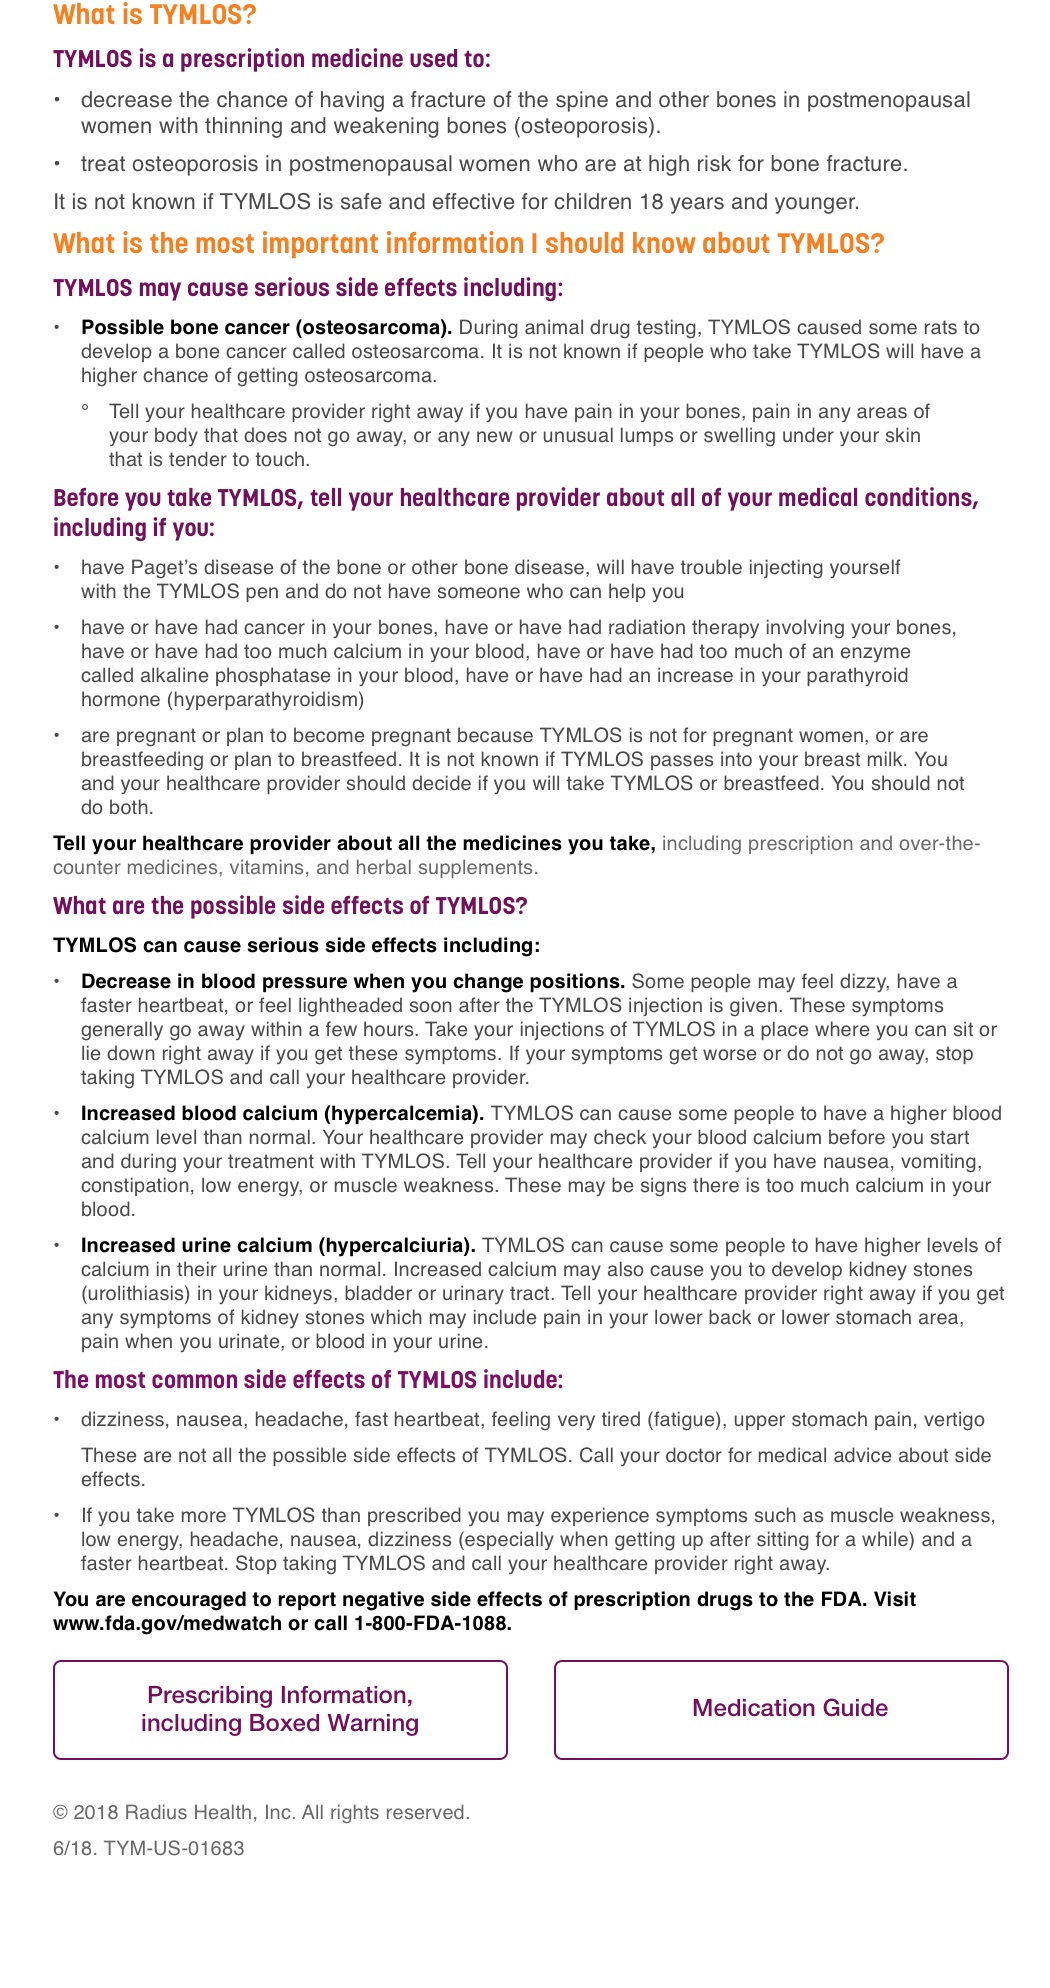 What is TYMLOS?
TYMLOS is a prescription medicine used to:
• decrease the chance of having a fracture of the spine and other bones in postmenopausal
women with thinning and weakening bones (osteoporosis).
• treat osteoporosis in postmenopausal women who are at high risk for bone fracture.
It is not known if TYMLOS is safe and effective for children 18 years and younger.
What is the most important information I should know about TYMLOS?
TYMLOS may cause serious side effects including:
• Possible bone cancer (osteosarcoma). During animal drug testing, TYMLOS caused some rats to
develop a bone cancer called osteosarcoma. It is not known if people who take TYMLOS will have a
higher chance of getting osteosarcoma.
° Tell your healthcare provider right away if you have pain in your bones, pain in any areas of
your body that does not go away, or any new or unusual lumps or swelling under your skin
that is tender to touch.
Before you take TYMLOS, tell your healthcare provider about all of your medical conditions,
including if you:
• have Paget’s disease of the bone or other bone disease, will have trouble injecting yourself
with the TYMLOS pen and do not have someone who can help you
• have or have had cancer in your bones, have or have had radiation therapy involving your bones,
have or have had too much calcium in your blood, have or have had too much of an enzyme
called alkaline phosphatase in your blood, have or have had an increase in your parathyroid
hormone (hyperparathyroidism)
• are pregnant or plan to become pregnant because TYMLOS is not for pregnant women, or are
breastfeeding or plan to breastfeed. It is not known if TYMLOS passes into your breast milk. You
and your healthcare provider should decide if you will take TYMLOS or breastfeed. You should not
do both.
Tell your healthcare provider about all the medicines you take, including prescription and over-the-
counter medicines, vitamins, and herbal supplements.
What are the possible side effects of TYMLOS?
TYMLOS can cause serious side effects including:
• Decrease in blood pressure when you change positions. Some people may feel dizzy, have a
faster heartbeat, or feel lightheaded soon after the TYMLOS injection is given. These symptoms
generally go away within a few hours. Take your injections of TYMLOS in a place where you can sit or
lie down right away if you get these symptoms. If your symptoms get worse or do not go away, stop
taking TYMLOS and call your healthcare provider.
• Increased blood calcium (hypercalcemia). TYMLOS can cause some people to have a higher blood
calcium level than normal. Your healthcare provider may check your blood calcium before you start
and during your treatment with TYMLOS. Tell your healthcare provider if you have nausea, vomiting,
constipation, low energy, or muscle weakness. These may be signs there is too much calcium in your
blood.
• Increased urine calcium (hypercalciuria). TYMLOS can cause some people to have higher levels of
calcium in their urine than normal. Increased calcium may also cause you to develop kidney stones
(urolithiasis) in your kidneys, bladder or urinary tract. Tell your healthcare provider right away if you get
any symptoms of kidney stones which may include pain in your lower back or lower stomach area,
pain when you urinate, or blood in your urine.
The most common side effects of TYMLOS include:
• dizziness, nausea, headache, fast heartbeat, feeling very tired (fatigue), upper stomach pain, vertigo
These are not all the possible side effects of TYMLOS. Call your doctor for medical advice about side
effects.
• If you take more TYMLOS than prescribed you may experience symptoms such as muscle weakness,
low energy, headache, nausea, dizziness (especially when getting up after sitting for a while) and a
faster heartbeat. Stop taking TYMLOS and call your healthcare provider right away.
You are encouraged to report negative side effects of prescription drugs to the FDA. Visit
www.fda.gov/medwatch or call 1-800-FDA-1088.
Prescribing Information,
including Boxed Warning
Medication Guide
© 2018 Radius Health, Inc. All rights reserved.
6/18. TYM-US-01683